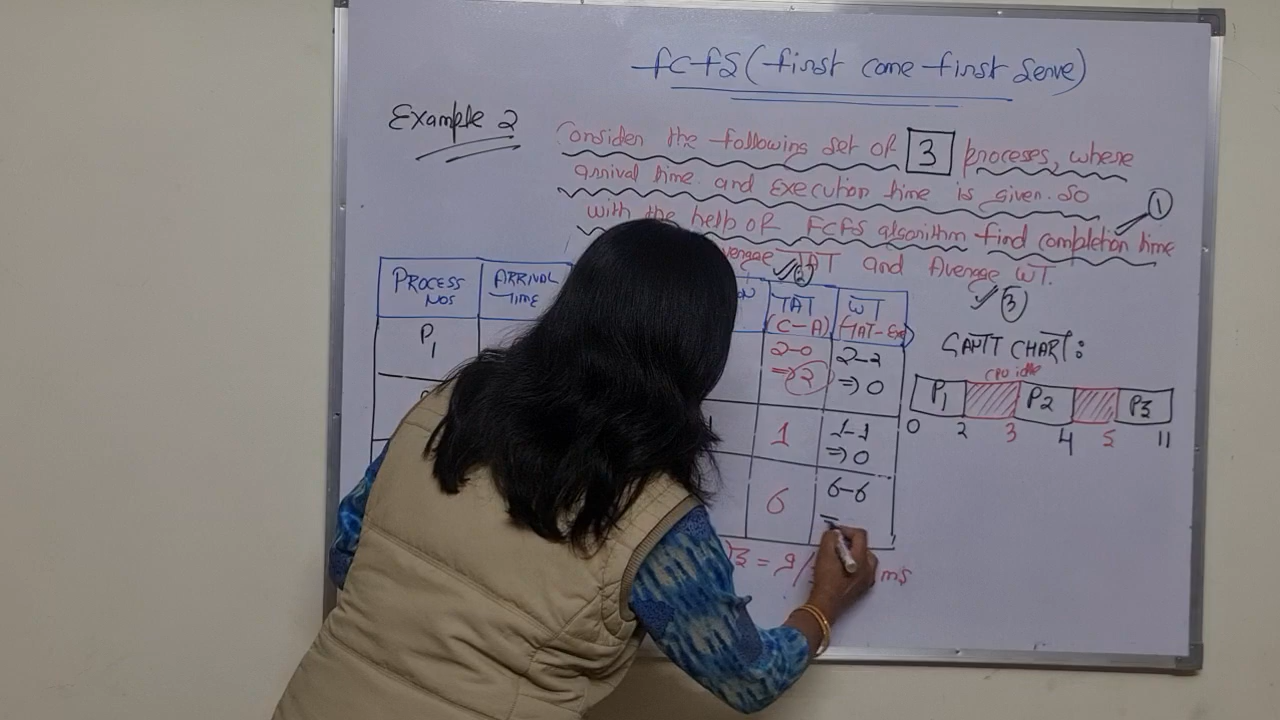 FCFS (first come first Serve)
Example 2
Consider the following set of 3 proceses, where
arrival time. and execution time is given. So
with the help of FCFS algorithm find completion time
①
TAT and Average WT.
②
③
PROCESS NOS
ARRIVAL TIME
TAT (C-A)
WT (TAT-Exe)
P1
2-0 ⇒ 2
2-2 ⇒ 0
1
1-1 ⇒ 0
6
6-6
= 9/
ms
GANTT CHART:
CPU idle
P1 P2 P3
0 2 3 4 5 11